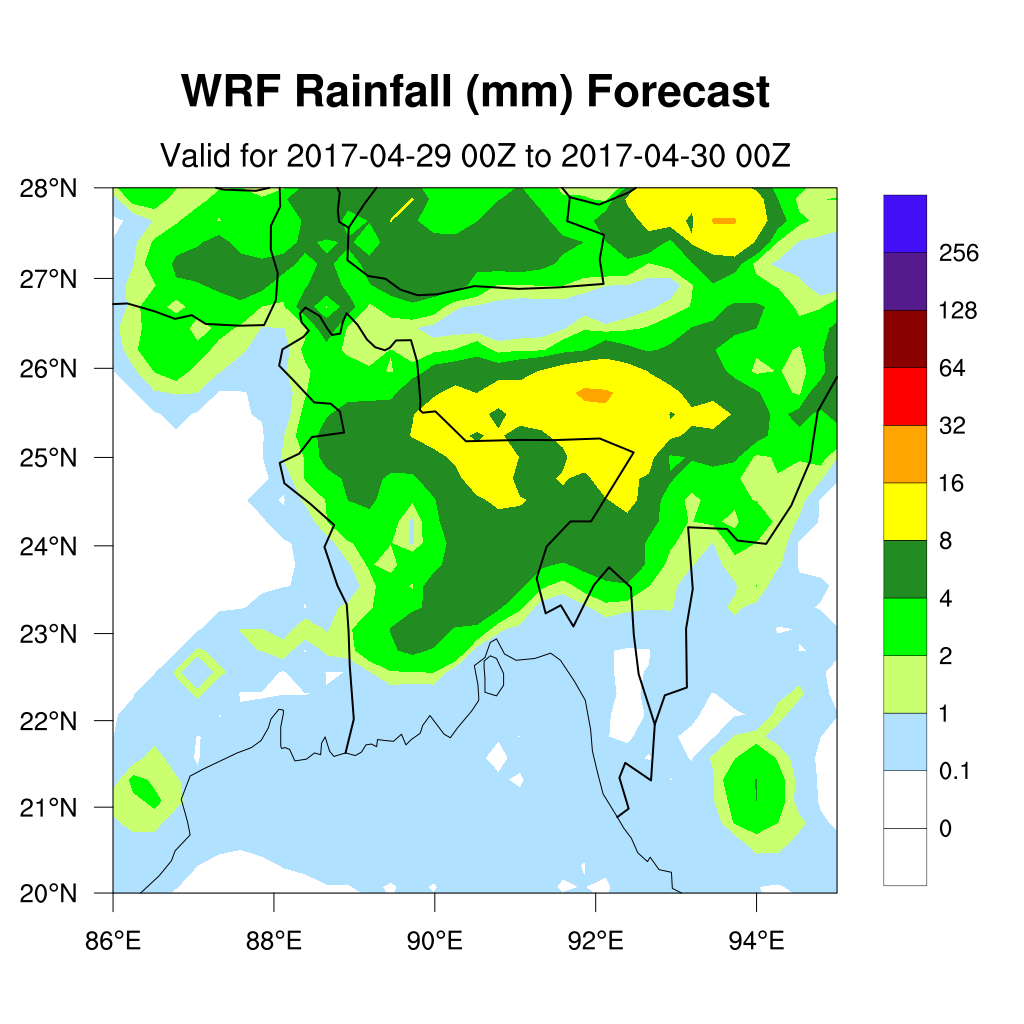 WRF Rainfall (mm) Forecast
Valid for 2017-04-29 00Z to 2017-04-30 00Z
28°N
27°N
26°N
25°N
24°N
23°N
22°N
21°N
20°N
86°E 88°E 90°E 92°E 94°E
256
128
64
32
16
8
4
2
1
0.1
0